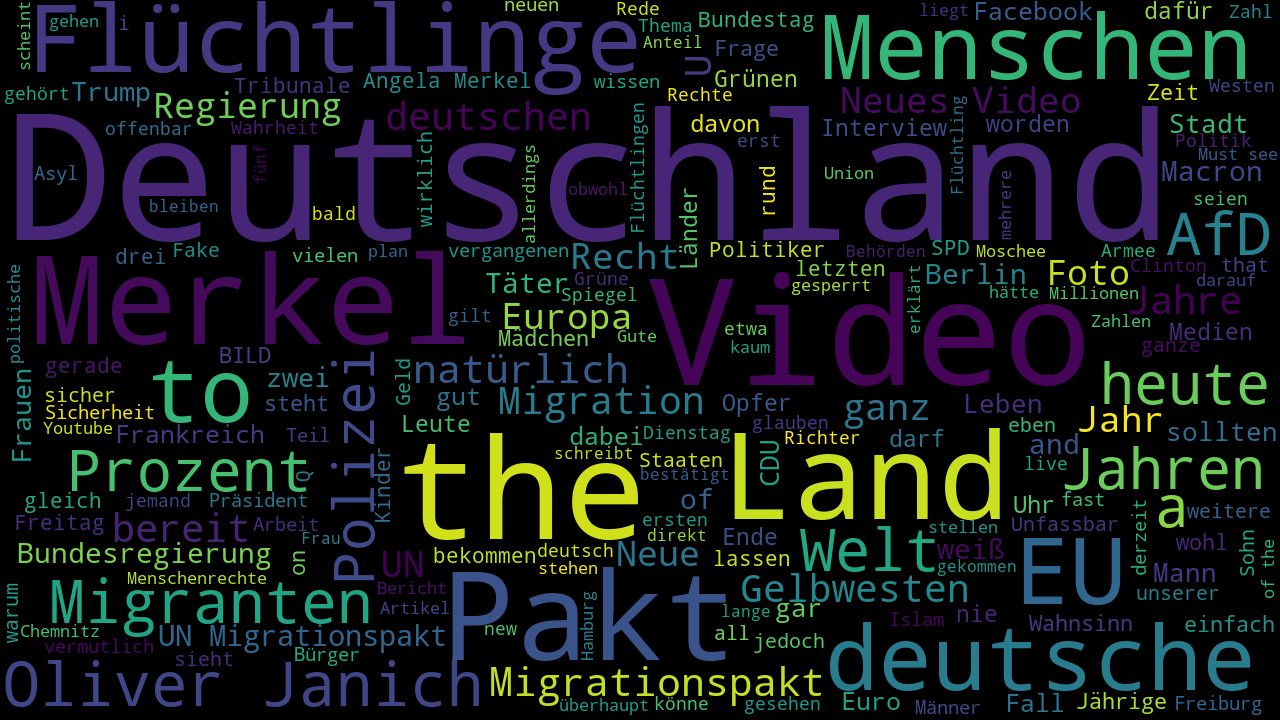 scheint
gehen
i
neuen
Rede
Thema
Bundestag
liegt
Facebook
dafür
Zahl
Flüchtlinge
Anteil
Frage
Menschen
U
gehört
Trump
Tribunale
Angela Merkel
wissen
Grünen
Westen
Regierung
deutschen
Rechte
Neues Video
Zeit
offenbar
Wahrheit
fünf
wirklich
Flüchtlingen
davon
erst
Interview
Flüchtling
worden
Stadt
Politik
Must see
Deutschland
Asyl
bleiben
bald
allerdings
obwohl
rund
Union
mehrere
Macron
seien
AfD
drei
Fake
vielen
plan
vergangenen
Recht
Länder
Politiker
Behörden
SPD
Moschee
Armee
politische
Merkel
gilt
Täter
Grüne
Spiegel
letzten
gesperrt
erklärt
Berlin
hätte
Foto
Millionen
Clinton
that
darauf
Jahre
Europa
Mädchen
Gute
etwa
kaum
Video
Zahlen
Medien
ganze
gerade
BILD
Polizei
Geld
natürlich
heute
Frauen
sicher
Sicherheit
Youtube
to
zwei
steht
gut
Migration
Opfer
glauben
ganz
Leben
Jahr
Frankreich
Teil
Leute
dabei
Dienstag
Richter
darf
eben
sollten
schreibt
Staaten
bestätigt
CDU
and
live
Prozent
Q
Kinder
the Land
Jahren
gleich
jemand
Präsident
of
Uhr
fast
a
weitere
Freitag
bereit
Arbeit
Frau
ersten
direkt
Ende
stellen
Unfassbar
derzeit
wohl
Sohn
of the
Bundesregierung
on
UN
bekommen
deutsch
stehen
Neue
lassen
Welt
weiß
gekommen
EU
Mann
unserer
Menschenrechte
Bericht
Artikel
Pakt
Gelbwesten
warum
Migranten
Hamburg
lange
gar
Islam
nie
Wahnsinn
einfach
Chemnitz
UN Migrationspakt
new
all
jedoch
vermutlich
sieht
Bürger
deutsche
Oliver Janich
Migrationspakt
überhaupt
könne
gesehen
Euro
Männer
Fall
Jährige
Freiburg